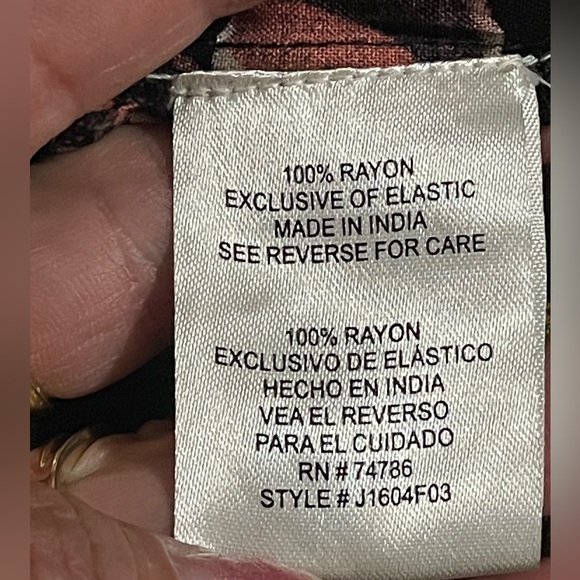 100% RAYON
EXCLUSIVE OF ELASTIC
MADE IN INDIA
SEE REVERSE FOR CARE
100% RAYON
EXCLUSIVO DE ELÁSTICO
HECHO EN INDIA
VEA EL REVERSO
PARA EL CUIDADO
RN # 74786
STYLE # J1604F03